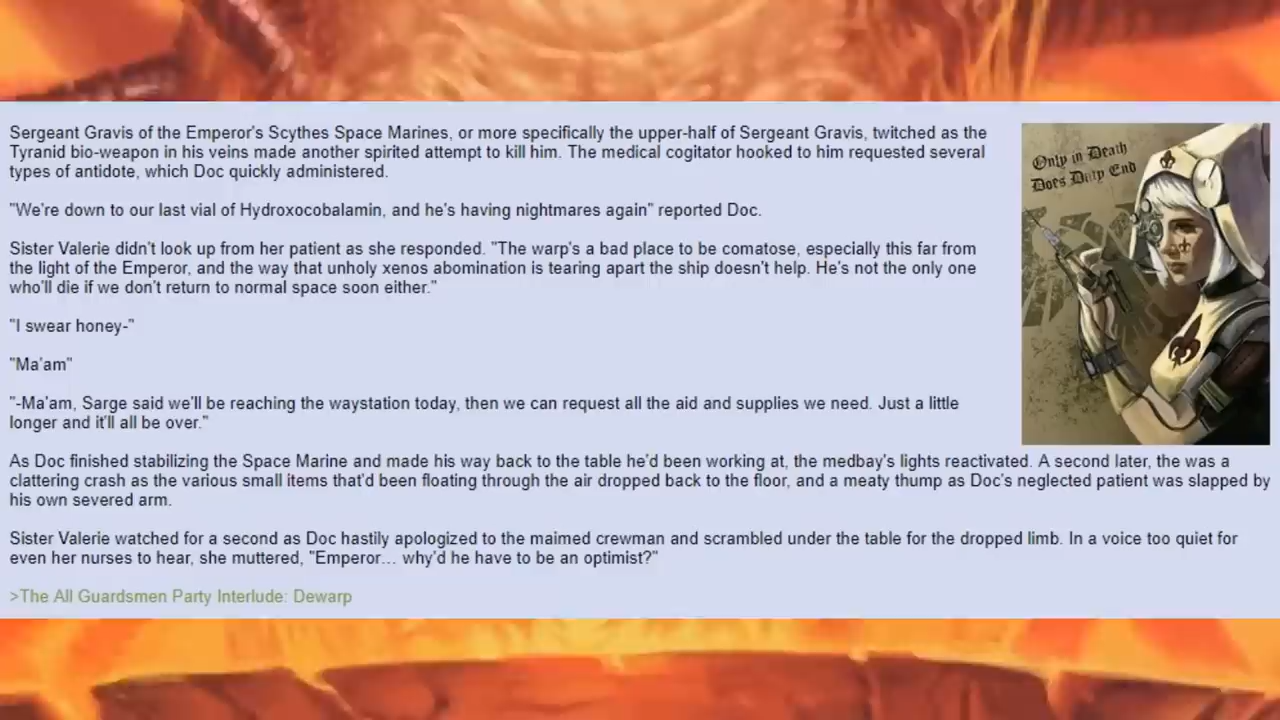 Sergeant Gravis of the Emperor's Scythes Space Marines, or more specifically the upper-half of Sergeant Gravis, twitched as the
Tyranid bio-weapon in his veins made another spirited attempt to kill him. The medical cogitator hooked to him requested several
types of antidote, which Doc quickly administered.
"We're down to our last vial of Hydroxocobalamin, and he's having nightmares again" reported Doc.
Sister Valerie didn't look up from her patient as she responded. "The warp's a bad place to be comatose, especially this far from
the light of the Emperor, and the way that unholy xenos abomination is tearing apart the ship doesn't help. He's not the only one
who'll die if we don't return to normal space soon either."
"I swear honey-"
"Ma'am"
"-Ma'am, Sarge said we'll be reaching the waystation today, then we can request all the aid and supplies we need. Just a little
longer and it'll all be over."
Only in Death
Does Duty End
As Doc finished stabilizing the Space Marine and made his way back to the table he'd been working at, the medbay's lights reactivated. A second later, the was a
clattering crash as the various small items that'd been floating through the air dropped back to the floor, and a meaty thump as Doc's neglected patient was slapped by
his own severed arm.
Sister Valerie watched for a second as Doc hastily apologized to the maimed crewman and scrambled under the table for the dropped limb. In a voice too quiet for
even her nurses to hear, she muttered, "Emperor... why'd he have to be an optimist?"
>The All Guardsmen Party Interlude: Dewarp